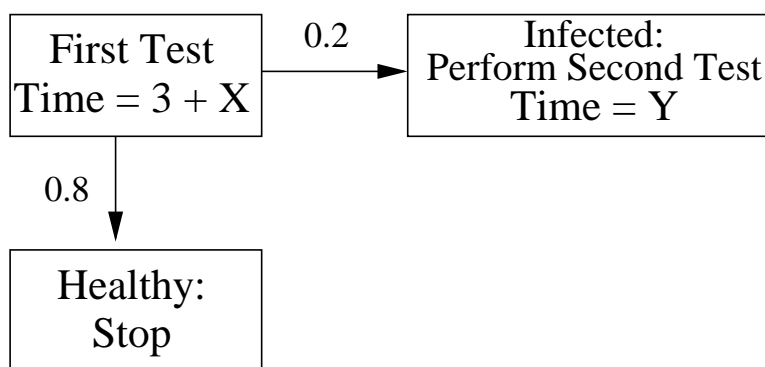 First Test
Time = 3 + X
0.2
Infected:
Perform Second Test
Time = Y
0.8
Healthy:
Stop